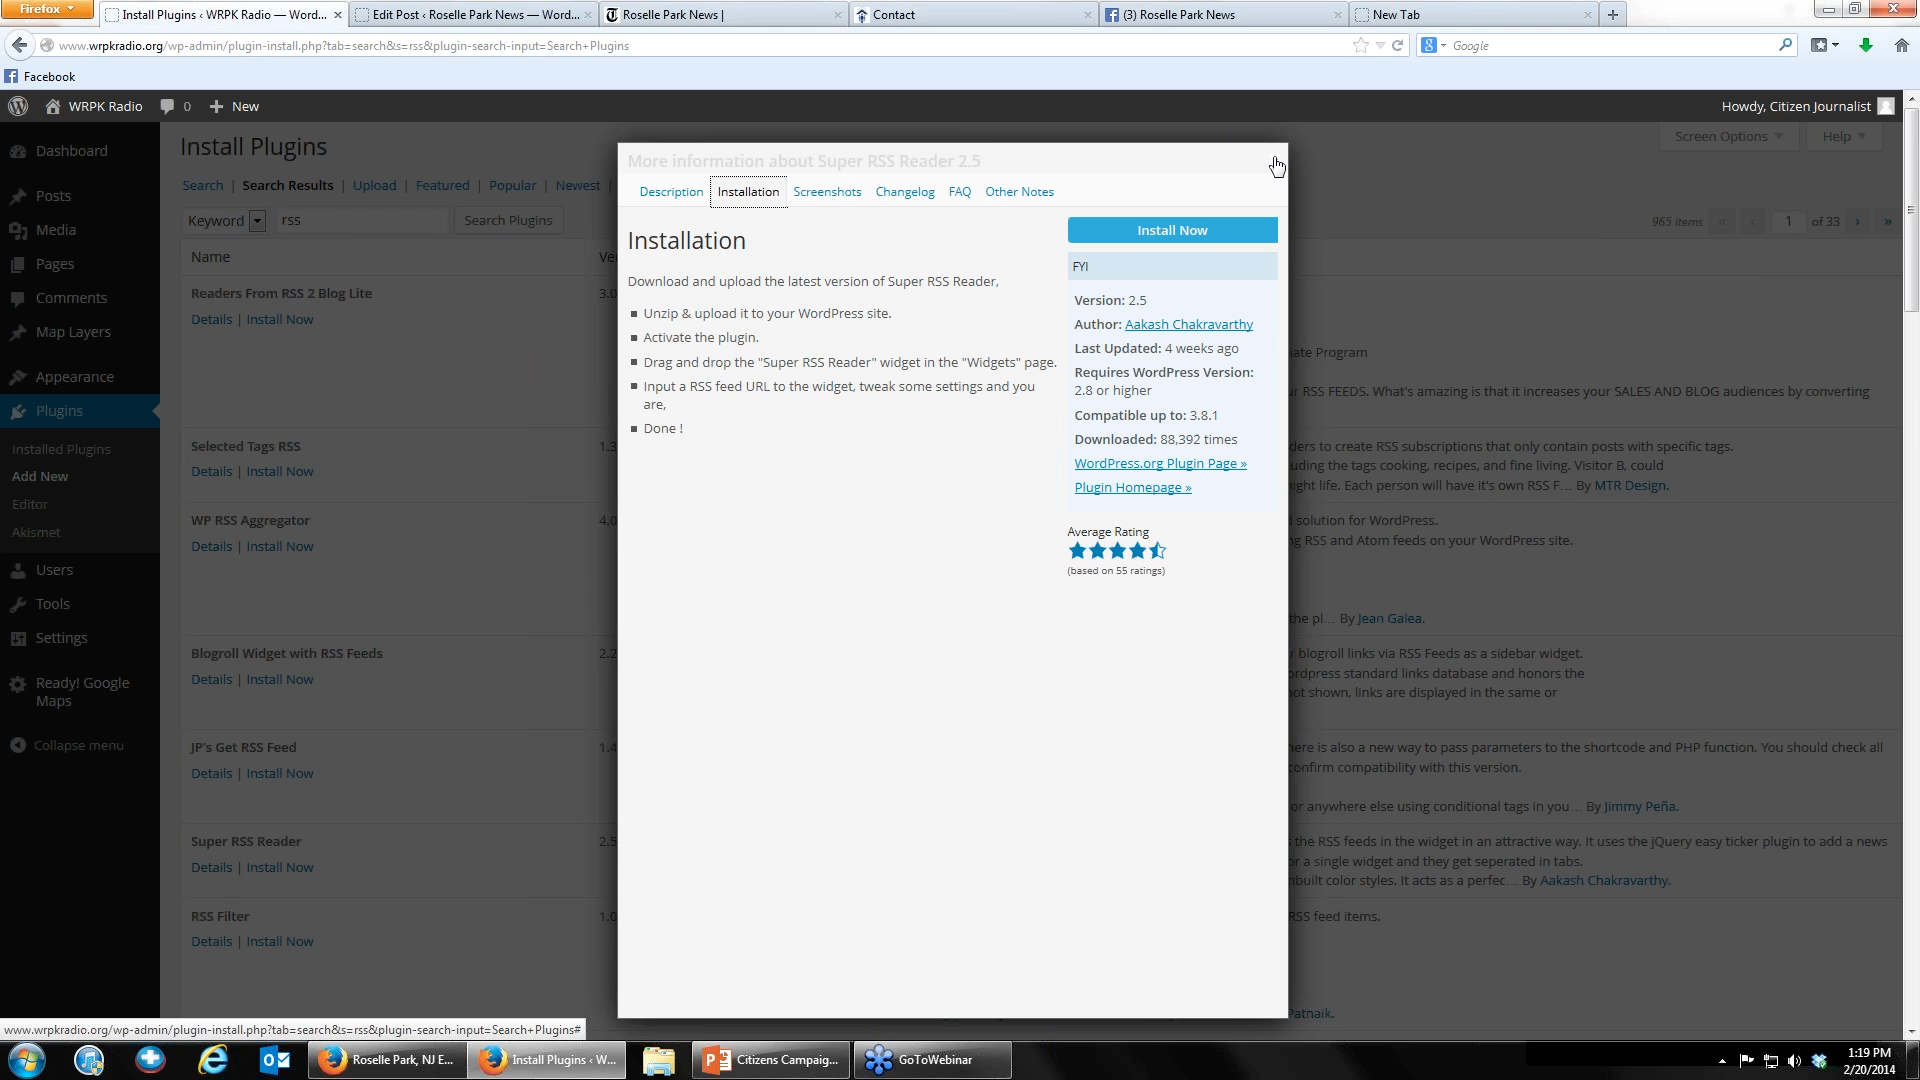 Firefox
Install Plugins ‹ WRPK Radio — Word...
Edit Post ‹ Roselle Park News — Word...
Roselle Park News |
Contact
(3) Roselle Park News
New Tab
www.wrpkradio.org/wp-admin/plugin-install.php?tab=search&s=rss&plugin-search-input=Search+Plugins
Google
Facebook
WRPK Radio
0
New
Howdy, Citizen Journalist
Dashboard
Posts
Media
Pages
Comments
Map Layers
Appearance
Plugins
Installed Plugins
Add New
Editor
Akismet
Users
Tools
Settings
Ready! Google
Maps
Collapse menu
Install Plugins
Screen Options
Help
Search | Search Results | Upload | Featured | Popular | Newest |
Keyword
rss
Search Plugins
965 items « ‹ 1 of 33 › »
Name
Readers From RSS 2 Blog Lite
3.0
Details | Install Now
ate Program
r RSS FEEDS. What's amazing is that it increases your SALES AND BLOG audiences by converting
Selected Tags RSS
1.3
Details | Install Now
ders to create RSS subscriptions that only contain posts with specific tags.
uding the tags cooking, recipes, and fine living. Visitor B, could
ight life. Each person will have it's own RSS F… By MTR Design.
WP RSS Aggregator
4.0
Details | Install Now
solution for WordPress.
ng RSS and Atom feeds on your WordPress site.
the pl… By Jean Galea.
Blogroll Widget with RSS Feeds
2.2
Details | Install Now
r blogroll links via RSS Feeds as a sidebar widget.
ordpress standard links database and honors the
not shown, links are displayed in the same or
JP's Get RSS Feed
1.4
Details | Install Now
here is also a new way to pass parameters to the shortcode and PHP function. You should check all
confirm compatibility with this version.
or anywhere else using conditional tags in you… By Jimmy Peña.
Super RSS Reader
2.5
Details | Install Now
the RSS feeds in the widget in an attractive way. It uses the jQuery easy ticker plugin to add a news
or a single widget and they get seperated in tabs.
nbuilt color styles. It acts as a perfec… By Aakash Chakravarthy.
RSS Filter
1.0
Details | Install Now
RSS feed items.
Patnaik.
More information about Super RSS Reader 2.5
Description
Installation
Screenshots
Changelog
FAQ
Other Notes
Installation
Download and upload the latest version of Super RSS Reader,
Unzip & upload it to your WordPress site.
Activate the plugin.
Drag and drop the "Super RSS Reader" widget in the "Widgets" page.
Input a RSS feed URL to the widget, tweak some settings and you
are,
Done !
Install Now
FYI
Version: 2.5
Author: Aakash Chakravarthy
Last Updated: 4 weeks ago
Requires WordPress Version:
2.8 or higher
Compatible up to: 3.8.1
Downloaded: 88,392 times
WordPress.org Plugin Page »
Plugin Homepage »
Average Rating
(based on 55 ratings)
www.wrpkradio.org/wp-admin/plugin-install.php?tab=search&s=rss&plugin-search-input=Search+Plugins#
Roselle Park, NJ E...
Install Plugins ‹ W...
Citizens Campaig...
GoToWebinar
1:19 PM
2/20/2014